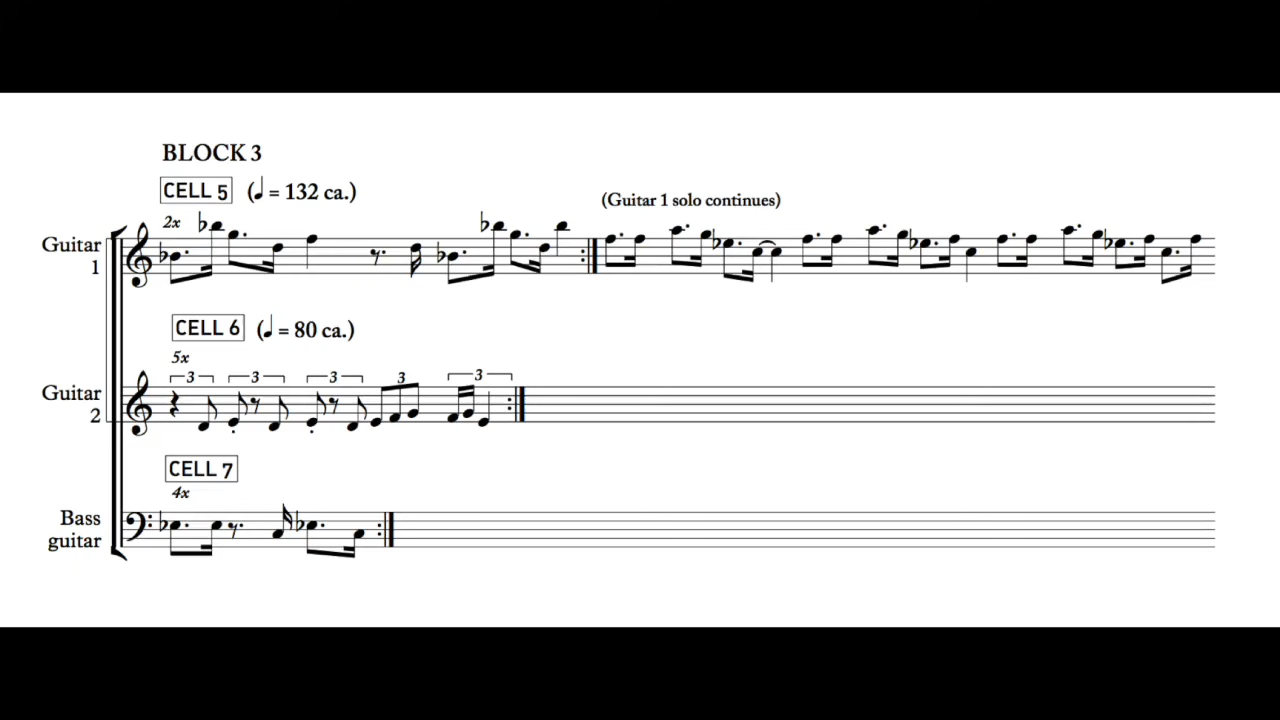 BLOCK 3
CELL 5 (♩ = 132 ca.)
(Guitar 1 solo continues)
2x
Guitar
1
CELL 6 (♩ = 80 ca.)
5x
3 3 3 3 3
Guitar
2
CELL 7
4x
Bass
guitar